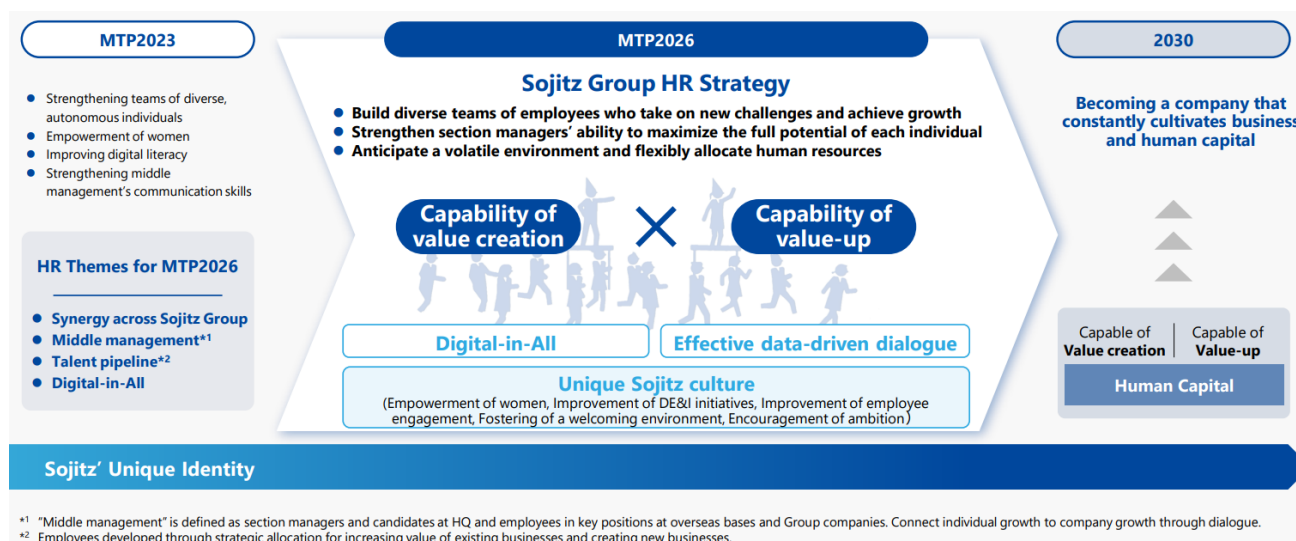 MTP2023
Strengthening teams of diverse,
autonomous individuals
Empowerment of women
Improving digital literacy
Strengthening middle
management's communication skills
HR Themes for MTP2026
Synergy across Sojitz Group
Middle management*1
Talent pipeline*2
Digital-in-All
MTP2026
Sojitz Group HR Strategy
Build diverse teams of employees who take on new challenges and achieve growth
Strengthen section managers' ability to maximize the full potential of each individual
Anticipate a volatile environment and flexibly allocate human resources
Capability of
value creation
×
Capability of
value-up
Digital-in-All
Effective data-driven dialogue
Unique Sojitz culture
(Empowerment of women, Improvement of DE&I initiatives, Improvement of employee
engagement, Fostering of a welcoming environment, Encouragement of ambition)
2030
Becoming a company that
constantly cultivates business
and human capital
Capable of
Value creation
Capable of
Value-up
Human Capital
Sojitz' Unique Identity
*1 "Middle management" is defined as section managers and candidates at HQ and employees in key positions at overseas bases and Group companies. Connect individual growth to company growth through dialogue.
*2 Employees developed through strategic allocation for increasing value of existing businesses and creating new businesses.